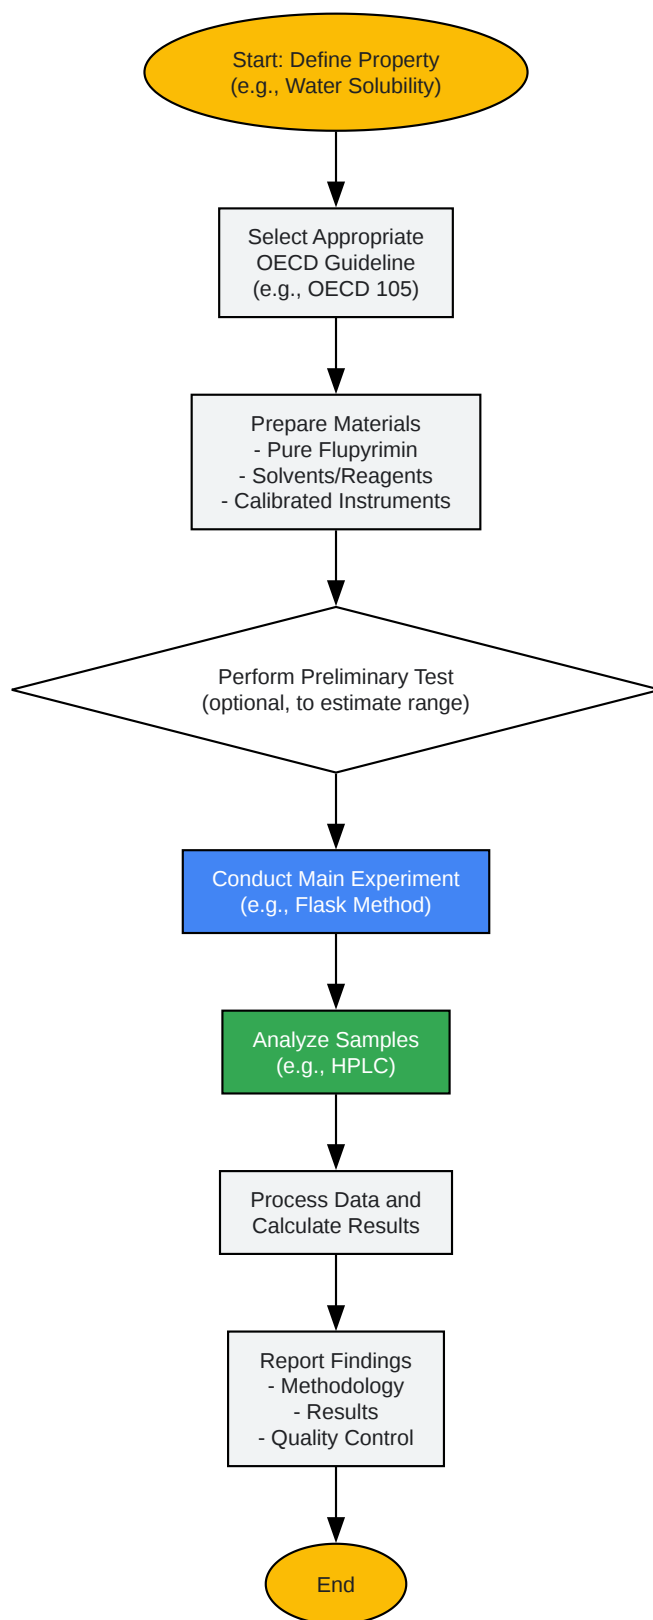 Start: Define Property
(e.g., Water Solubility)
Select Appropriate
OECD Guideline
(e.g., OECD 105)
Prepare Materials
- Pure Flupyrimin
- Solvents/Reagents
- Calibrated Instruments
Perform Preliminary Test
(optional, to estimate range)
Conduct Main Experiment
(e.g., Flask Method)
Analyze Samples
(e.g., HPLC)
Process Data and
Calculate Results
Report Findings
- Methodology
- Results
- Quality Control
End